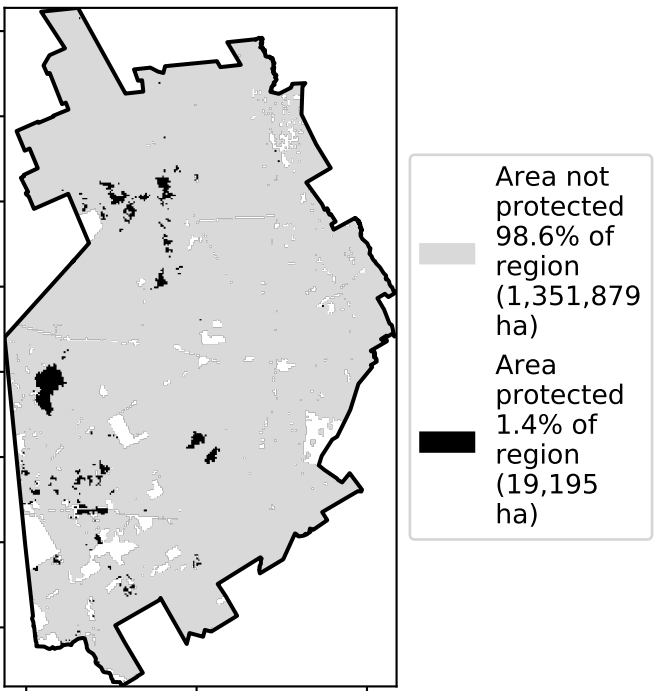 Area not
protected
98.6% of
region
(1,351,879
ha)
Area
protected
1.4% of
region
(19,195
ha)